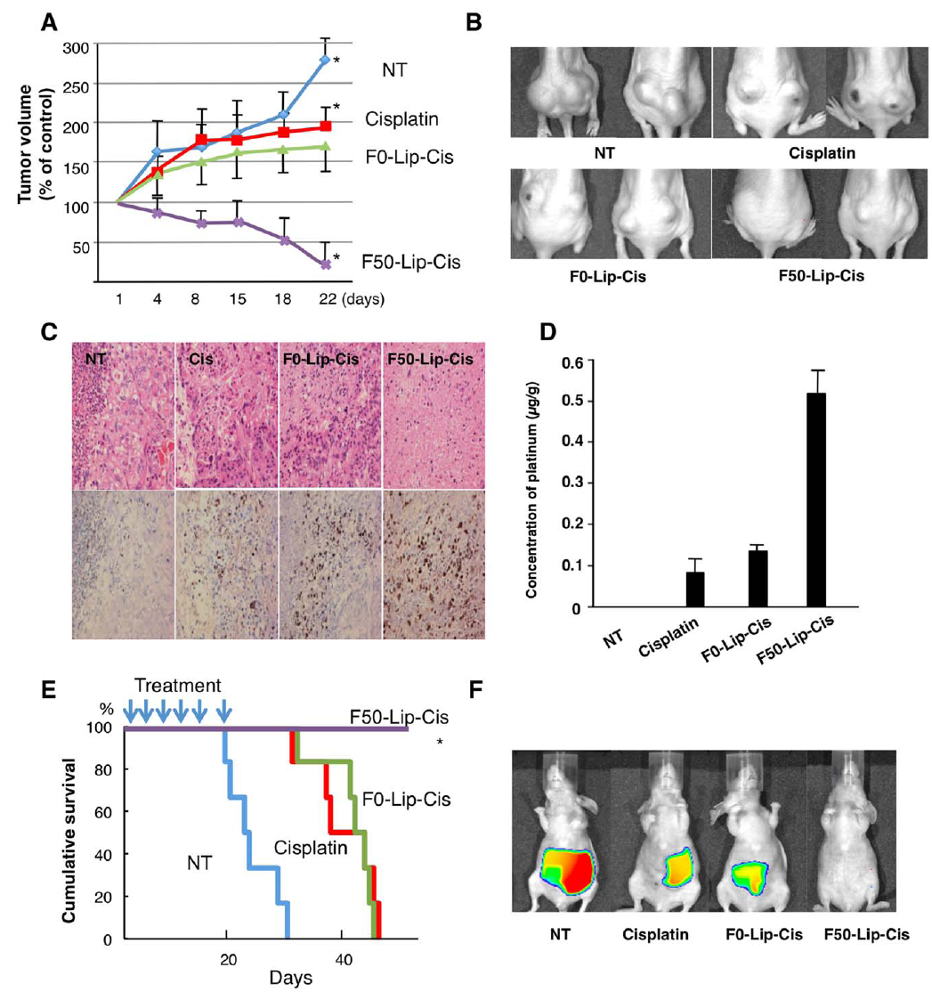 A
Tumor volume
(% of control)
300
250
200
150
100
50
1 4 8 15 18 22 (days)
*
NT
*
Cisplatin
F0-Lip-Cis
*
F50-Lip-Cis
B
NT
Cisplatin
F0-Lip-Cis
F50-Lip-Cis
C
NT
Cis
F0-Lip-Cis
F50-Lip-Cis
D
Concentration of platinum (µg/g)
0.6
0.5
0.4
0.3
0.2
0.1
0
NT
Cisplatin
F0-Lip-Cis
F50-Lip-Cis
E
Treatment
%
Cumulative survival
100
80
60
40
20
0
F50-Lip-Cis
*
F0-Lip-Cis
Cisplatin
NT
20 40
Days
F
NT
Cisplatin
F0-Lip-Cis
F50-Lip-Cis